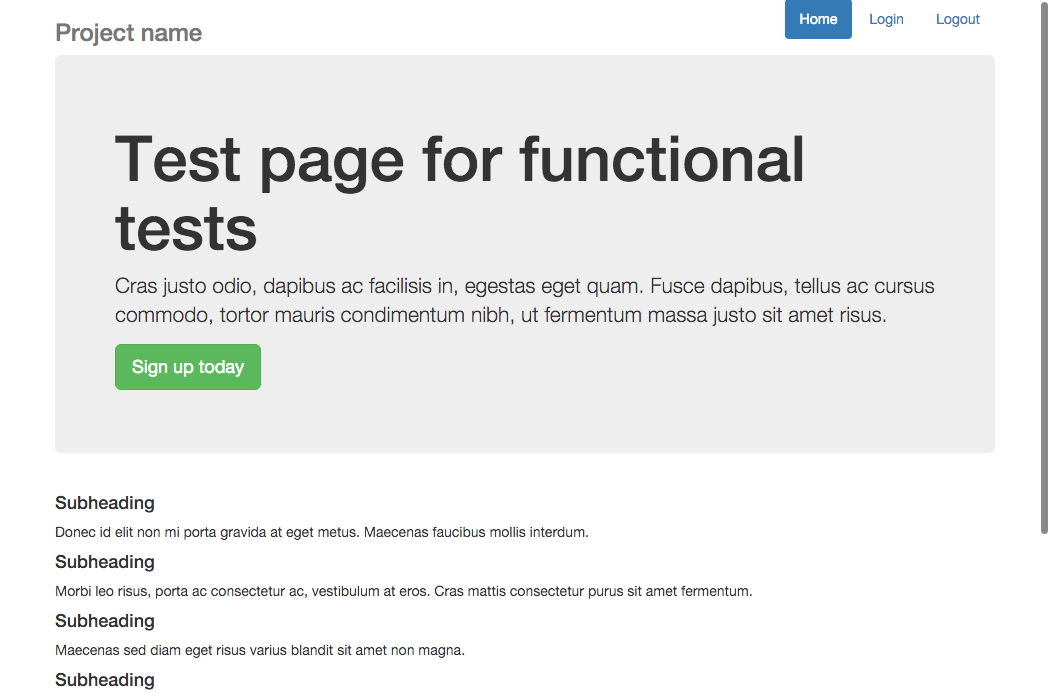 Project name
Home Login Logout
Test page for functional
tests
Cras justo odio, dapibus ac facilisis in, egestas eget quam. Fusce dapibus, tellus ac cursus
commodo, tortor mauris condimentum nibh, ut fermentum massa justo sit amet risus.
Sign up today
Subheading
Donec id elit non mi porta gravida at eget metus. Maecenas faucibus mollis interdum.
Subheading
Morbi leo risus, porta ac consectetur ac, vestibulum at eros. Cras mattis consectetur purus sit amet fermentum.
Subheading
Maecenas sed diam eget risus varius blandit sit amet non magna.
Subheading